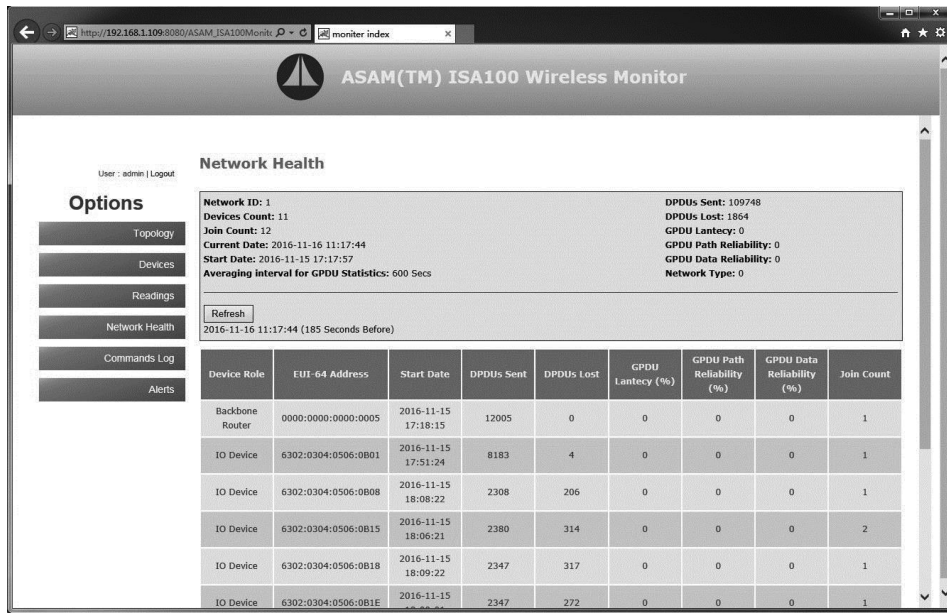 http://192.168.1.109:8080/ASAM_ISA100Monitc
moniter index
ASAM(TM) ISA100 Wireless Monitor
User : admin | Logout
Options
Topology
Devices
Readings
Network Health
Commands Log
Alerts
Network Health
Network ID: 1
Devices Count: 11
Join Count: 12
Current Date: 2016-11-16 11:17:44
Start Date: 2016-11-15 17:17:57
Averaging interval for GPDU Statistics: 600 Secs
DPDUs Sent: 109748
DPDUs Lost: 1864
GPDU Lantecy: 0
GPDU Path Reliability: 0
GPDU Data Reliability: 0
Network Type: 0
Refresh
2016-11-16 11:17:44 (185 Seconds Before)
Device Role EUI-64 Address Start Date DPDUs Sent DPDUs Lost GPDU Lantecy (%) GPDU Path Reliability (%) GPDU Data Reliability (%) Join Count
Backbone Router 0000:0000:0000:0005 2016-11-15 17:18:15 12005 0 0 0 0 1
IO Device 6302:0304:0506:0B01 2016-11-15 17:51:24 8183 4 0 0 0 1
IO Device 6302:0304:0506:0B08 2016-11-15 18:08:22 2308 206 0 0 0 1
IO Device 6302:0304:0506:0B15 2016-11-15 18:06:21 2380 314 0 0 0 2
IO Device 6302:0304:0506:0B18 2016-11-15 18:09:22 2347 317 0 0 0 1
IO Device 6302:0304:0506:0B1E 2016-11-15 2347 272 0 0 0 1